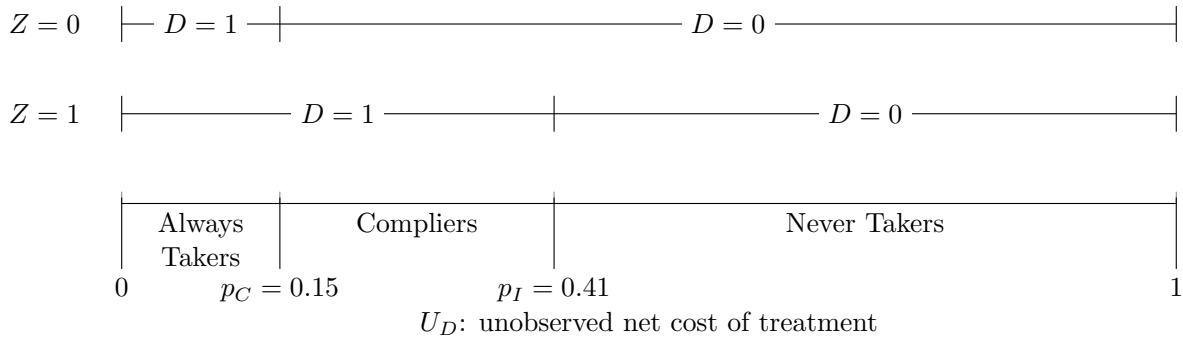 Z = 0 D = 1 D = 0
Z = 1 D = 1 D = 0
Always Compliers Never Takers
Takers
0 p_C = 0.15 p_I = 0.41 1
U_D: unobserved net cost of treatment